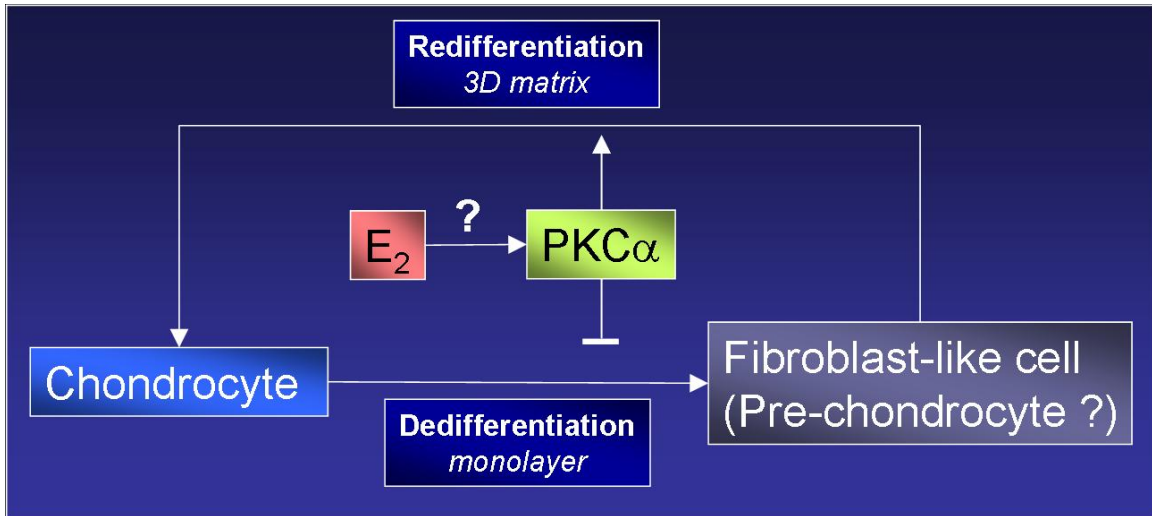 Redifferentiation
3D matrix
?
E₂
PKCα
Chondrocyte
Fibroblast-like cell
(Pre-chondrocyte ?)
Dedifferentiation
monolayer